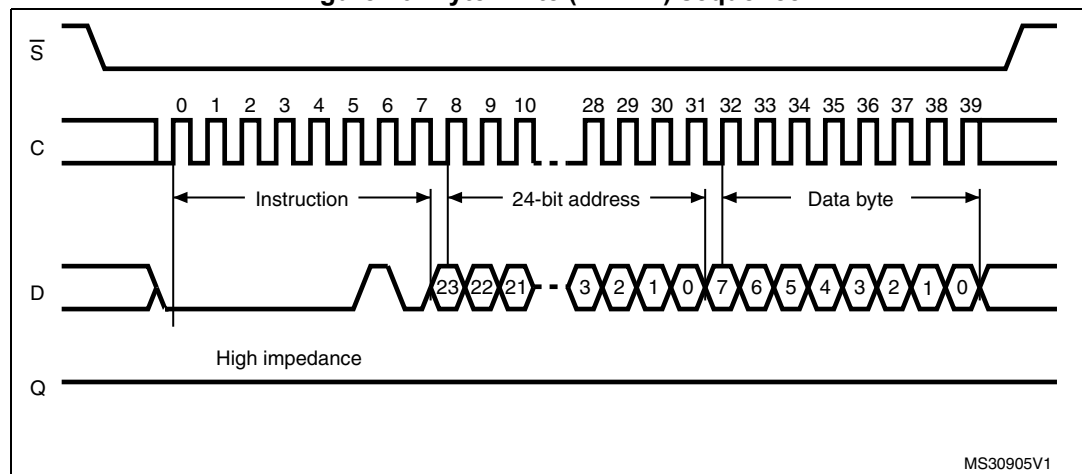 S
0 1 2 3 4 5 6 7 8 9 10 28 29 30 31 32 33 34 35 36 37 38 39
C
Instruction 24-bit address Data byte
D
23 22 21 3 2 1 0 7 6 5 4 3 2 1 0
High impedance
Q
MS30905V1